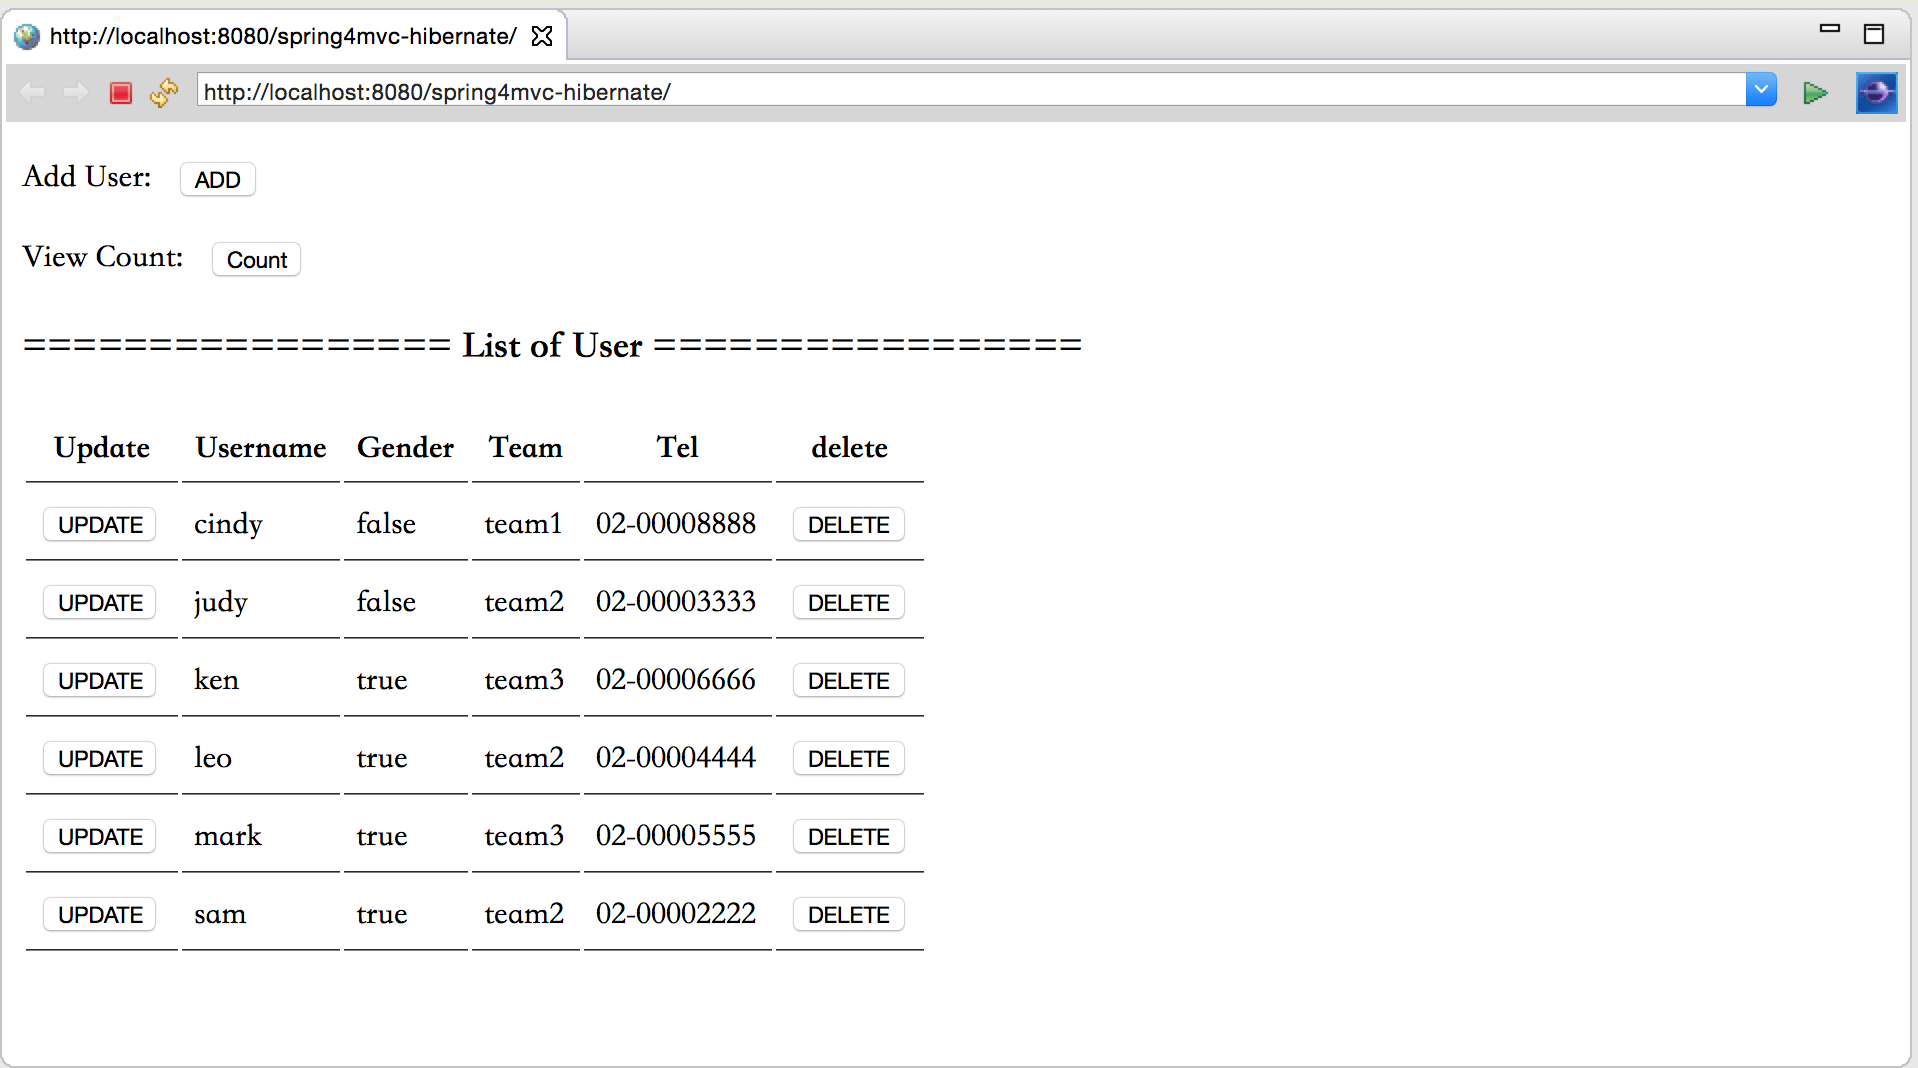 http://localhost:8080/spring4mvc-hibernate/
http://localhost:8080/spring4mvc-hibernate/
Add User: ADD
View Count: Count
================= List of User =================
Update Username Gender Team Tel delete
UPDATE cindy false team1 02-00008888 DELETE
UPDATE judy false team2 02-00003333 DELETE
UPDATE ken true team3 02-00006666 DELETE
UPDATE leo true team2 02-00004444 DELETE
UPDATE mark true team3 02-00005555 DELETE
UPDATE sam true team2 02-00002222 DELETE